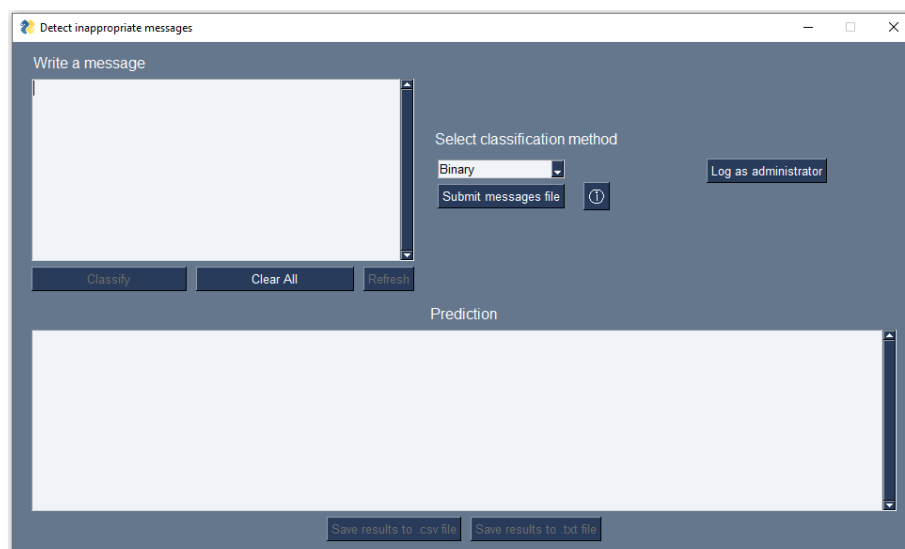 Detect inappropriate messages
Write a message
Select classification method
Binary
Log as administrator
Submit messages file
Classify
Clear All
Refresh
Prediction
Save results to .csv file
Save results to .txt file